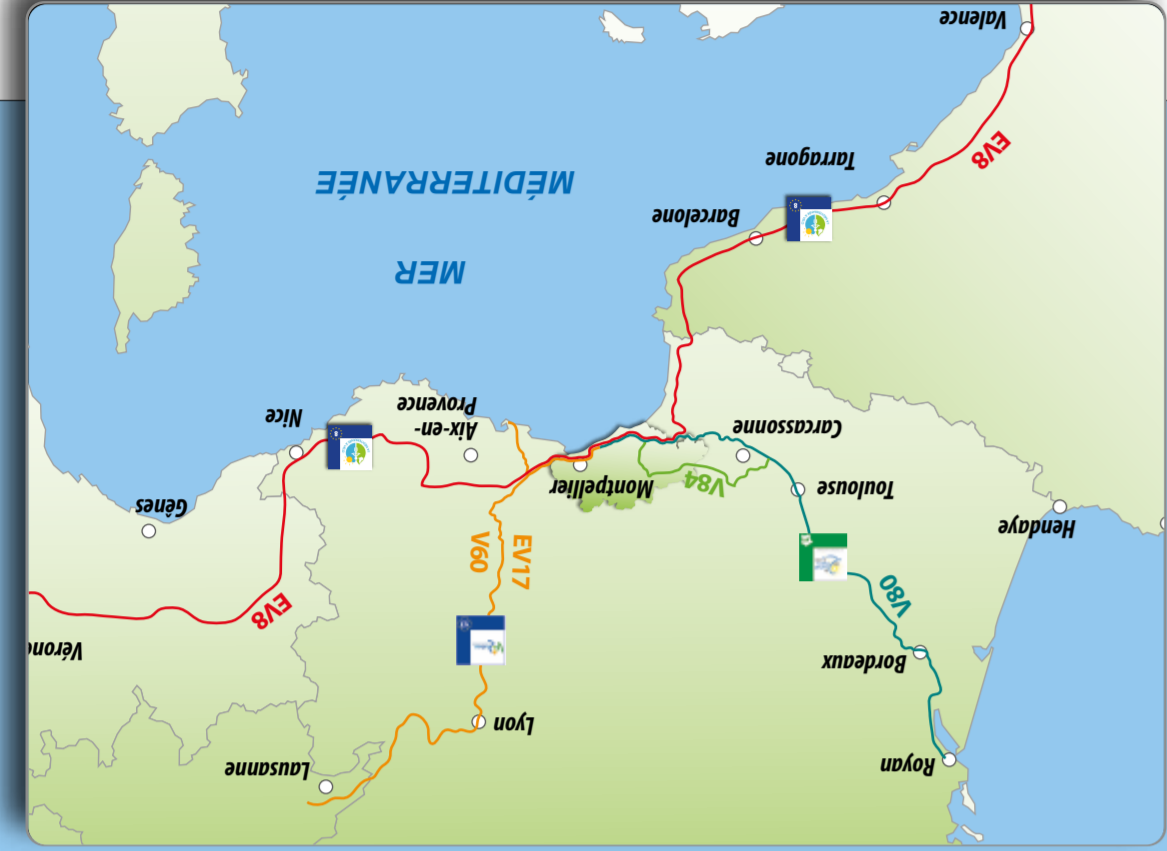 Royan
Lausanne
Lyon
Bordeaux
Véron
V80
EV8
EV17
V60
Hendaye
Gênes
Toulouse
Montpellier
V84
Carcassonne
Aix-en-
Provence
Nice
MER
MÉDITERRANÉE
Barcelone
Tarragone
EV8
Valence